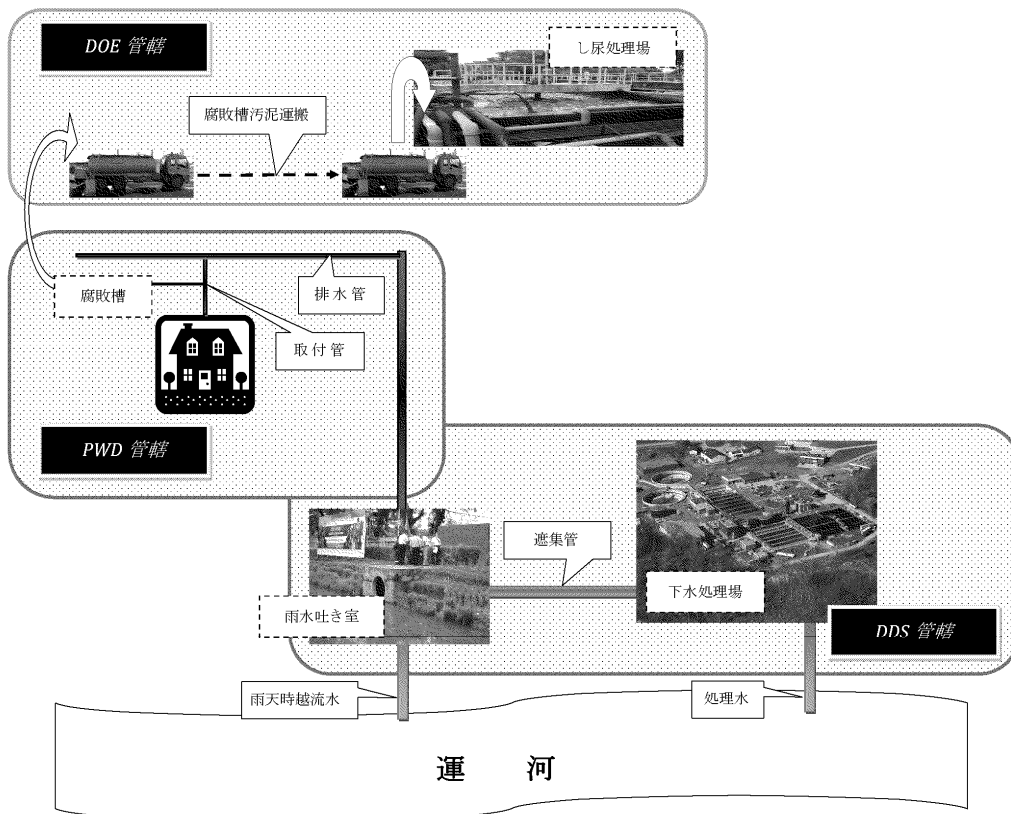 DOE 管轄
し尿処理場
腐敗槽汚泥運搬
腐敗槽
排水管
取付管
PWD 管轄
遮集管
下水処理場
雨水吐き室
DDS 管轄
雨天時越流水
処理水
運河